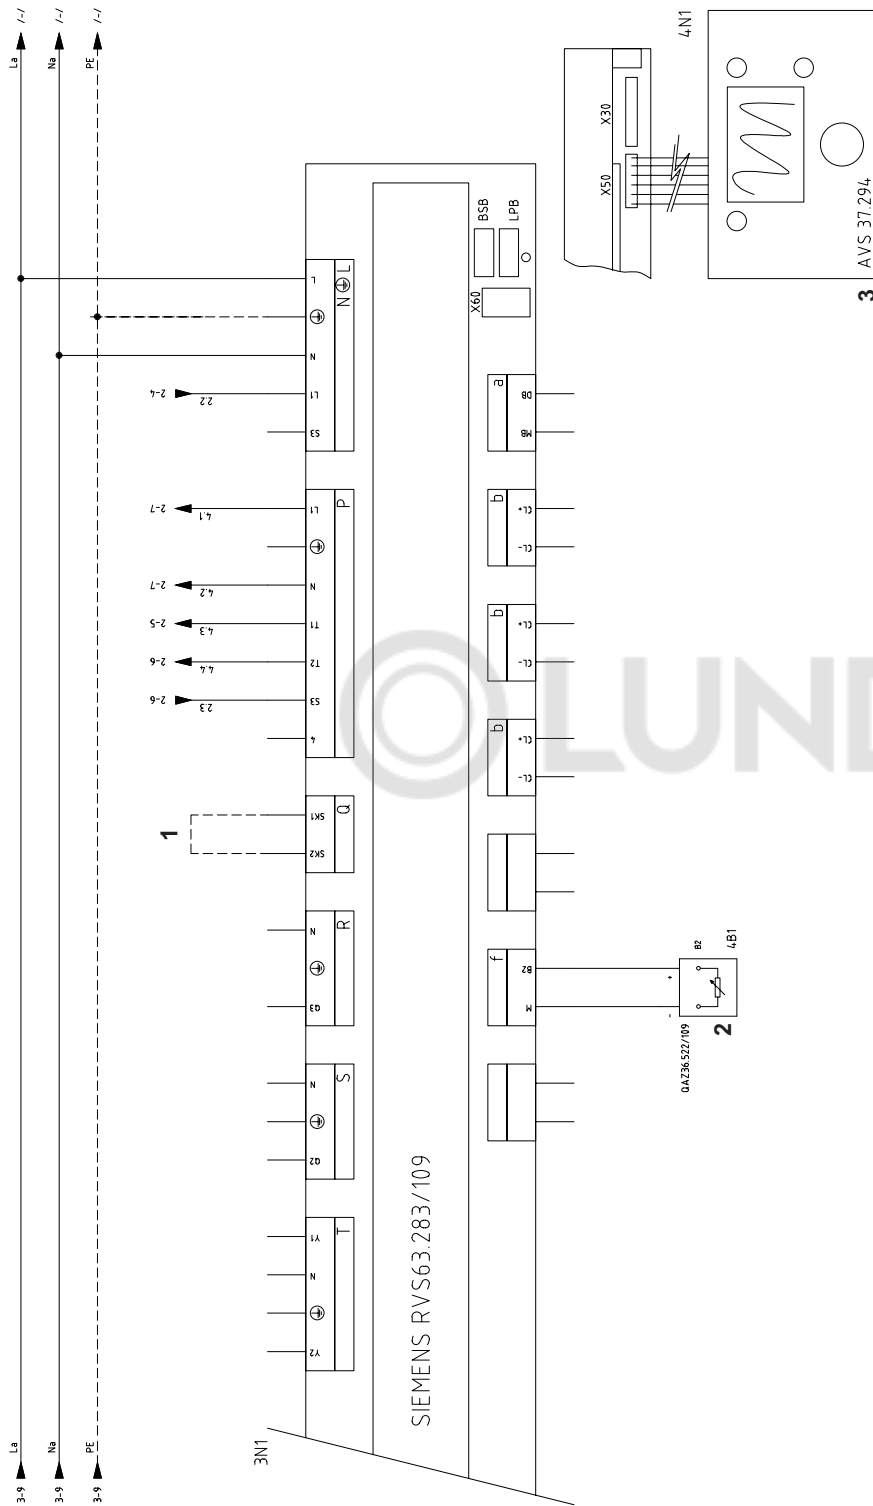 3-9 La
La /-/
3-9 Na
Na /-/
3-9 PE
PE /-/
3N1
SIEMENS RVS63.283/109
Y2
N
Y1
T
Q2
N
S
Q3
N
R
SK2
SK1
Q
1
4
S3
T2
T1
N
L1
P
2-6
2.3
2-6
4.4
2-5
4.3
2-7
4.2
2-7
4.1
S3
L1
N
L
N
L
2-4
2.2
M
B2
f
CL-
CL+
b
CL-
CL+
b
CL-
CL+
b
MB
DB
a
X60
BSB
LPB
QAZ36.522/109
-
+
B2
4B1
2
X50
X30
4N1
AVS 37.294
3
LUND